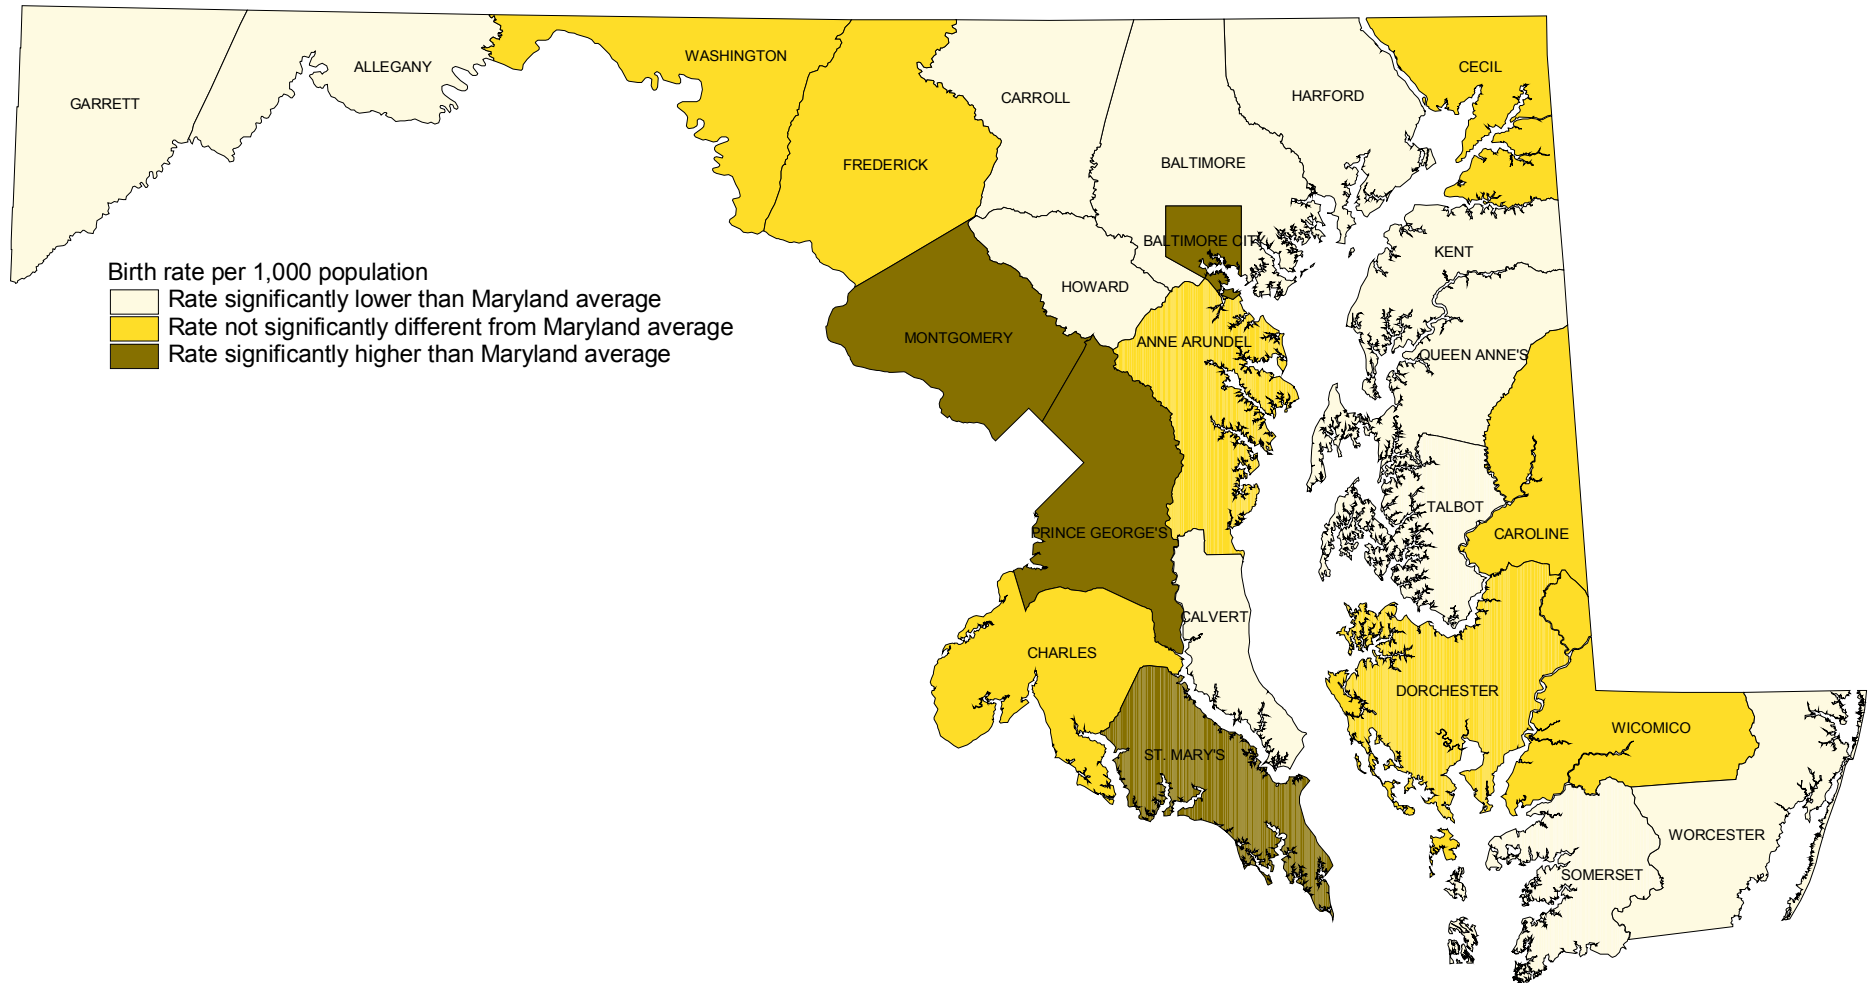 WASHINGTON
ALLEGANY
CECIL
GARRETT
CARROLL
HARFORD
FREDERICK
BALTIMORE
BALTIMORE CITY
KENT
Birth rate per 1,000 population
Rate significantly lower than Maryland average
Rate not significantly different from Maryland average
Rate significantly higher than Maryland average
HOWARD
MONTGOMERY
ANNE ARUNDEL
QUEEN ANNE'S
TALBOT
PRINCE GEORGE'S
CAROLINE
CALVERT
CHARLES
DORCHESTER
WICOMICO
ST. MARY'S
WORCESTER
SOMERSET